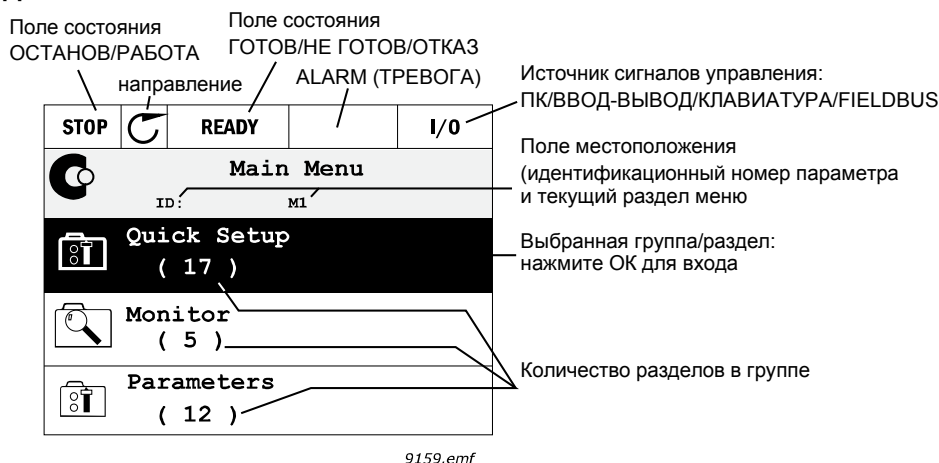 Поле состояния
ОСТАНОВ/РАБОТА
Поле состояния
ГОТОВ/НЕ ГОТОВ/ОТКАЗ
направление
ALARM (ТРЕВОГА)
Источник сигналов управления:
ПК/ВВОД-ВЫВОД/КЛАВИАТУРА/FIELDBUS
STOP
READY
I/O
Main Menu
ID:
M1
Поле местоположения
(идентификационный номер параметра
и текущий раздел меню
Quick Setup
( 17 )
Выбранная группа/раздел:
нажмите ОК для входа
Monitor
( 5 )
Parameters
( 12 )
Количество разделов в группе
9159.emf